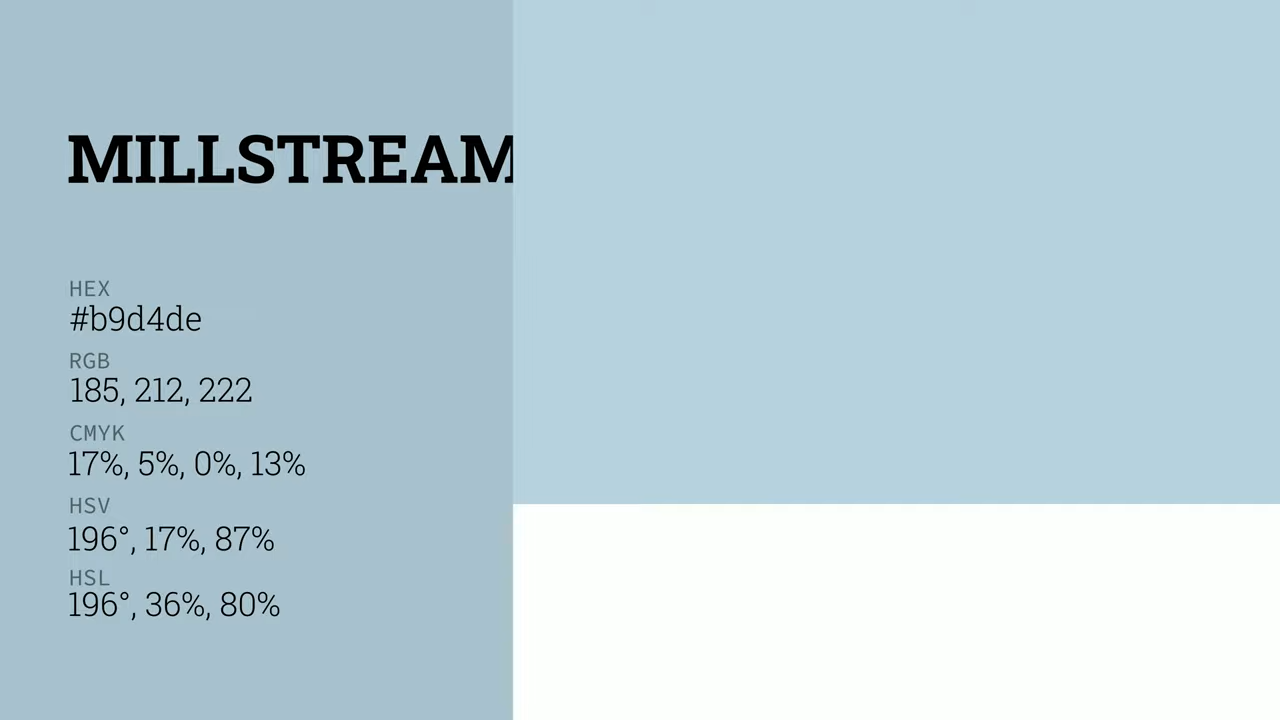 MILLSTREAM
HEX
#b9d4de
RGB
185, 212, 222
CMYK
17%, 5%, 0%, 13%
HSV
196°, 17%, 87%
HSL
196°, 36%, 80%